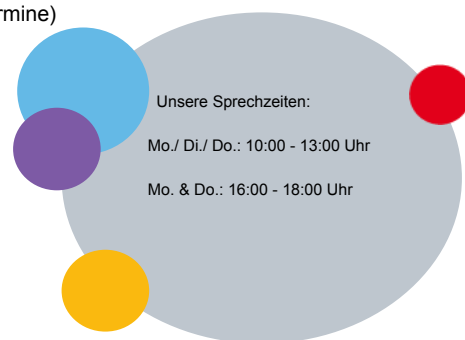 rmine)
Unsere Sprechzeiten:
Mo./ Di./ Do.: 10:00 - 13:00 Uhr
Mo. & Do.: 16:00 - 18:00 Uhr